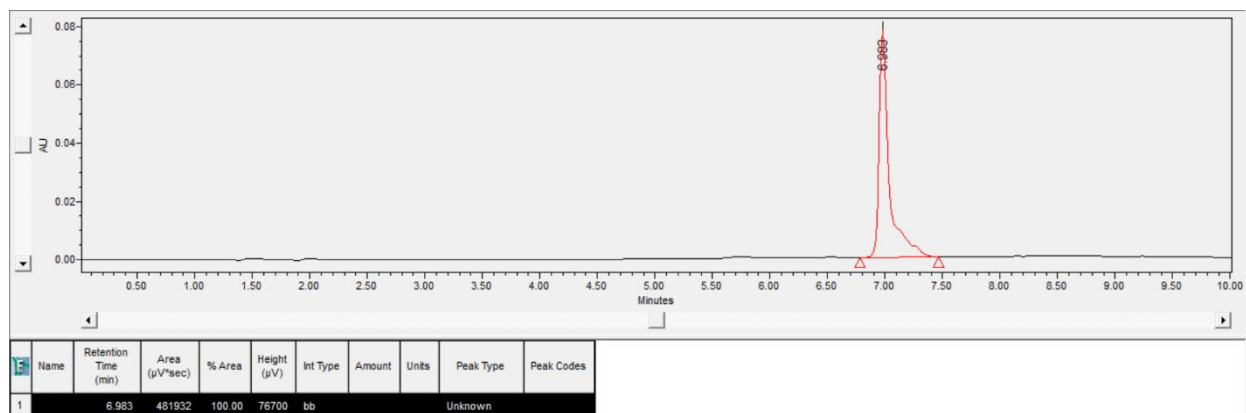 0.08
6.983
0.06
AU
0.04
0.02
0.00
0.50 1.00 1.50 2.00 2.50 3.00 3.50 4.00 4.50 5.00 5.50 6.00 6.50 7.00 7.50 8.00 8.50 9.00 9.50 10.00
Minutes
Name Retention Time (min) Area (µV*sec) % Area Height (µV) Int Type Amount Units Peak Type Peak Codes
1 6.983 481932 100.00 76700 bb Unknown